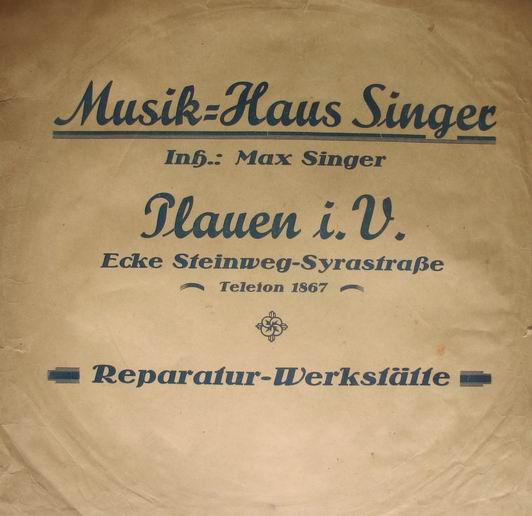 Musik=Haus Singer
Inh.: Max Singer
Plauen i. V.
Ecke Steinweg-Syrastraße
Telefon 1867
Reparatur-Werkstätte